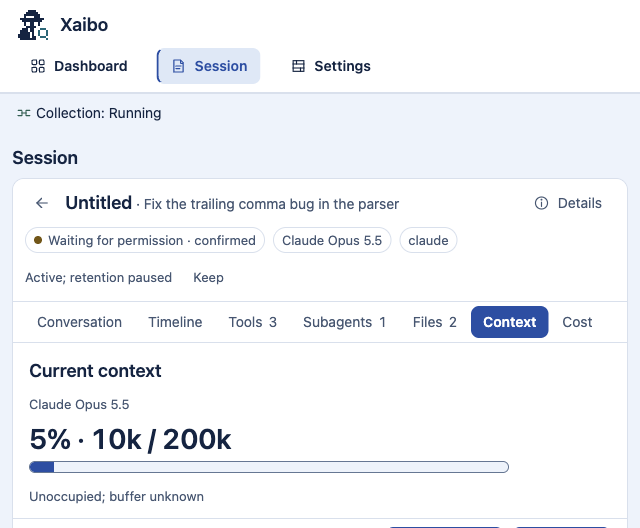 Xaibo
Dashboard Session Settings
Collection: Running
Session
Untitled · Fix the trailing comma bug in the parser Details
Waiting for permission · confirmed Claude Opus 5.5 claude
Active; retention paused Keep
Conversation Timeline Tools 3 Subagents 1 Files 2 Context Cost
Current context
Claude Opus 5.5
5% · 10k / 200k
Unoccupied; buffer unknown